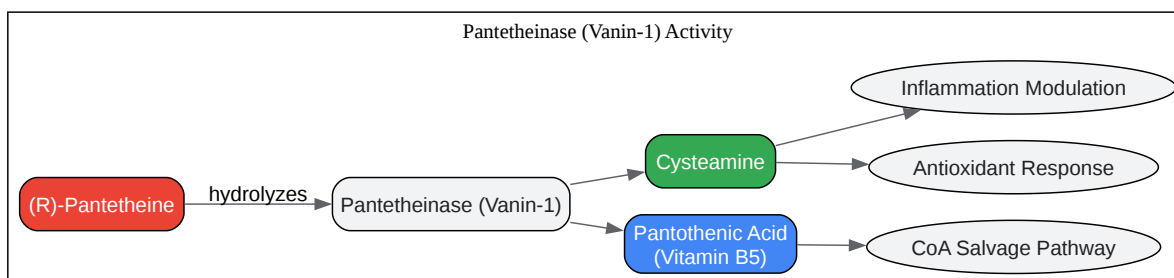 Pantetheinase (Vanin-1) Activity
(R)-Pantetheine
hydrolyzes
Pantetheinase (Vanin-1)
Cysteamine
Pantothenic Acid
(Vitamin B5)
Inflammation Modulation
Antioxidant Response
CoA Salvage Pathway